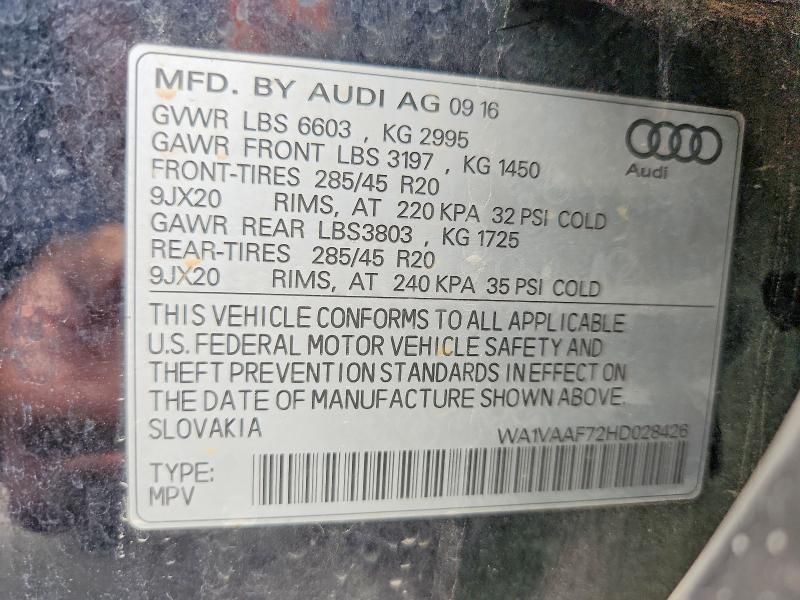 MFD. BY AUDI AG 09 16
GVWR LBS 6603 , KG 2995
GAWR FRONT LBS 3197 , KG 1450
FRONT-TIRES 285/45 R20
9JX20 RIMS, AT 220 KPA 32 PSI COLD
GAWR REAR LBS3803 , KG 1725
REAR-TIRES 285/45 R20
9JX20 RIMS, AT 240 KPA 35 PSI COLD
Audi
THIS VEHICLE CONFORMS TO ALL APPLICABLE
U.S. FEDERAL MOTOR VEHICLE SAFETY AND
THEFT PREVENTION STANDARDS IN EFFECT ON
THE DATE OF MANUFACTURE SHOWN ABOVE.
SLOVAKIA WA1VAAF72HD028426
TYPE:
MPV